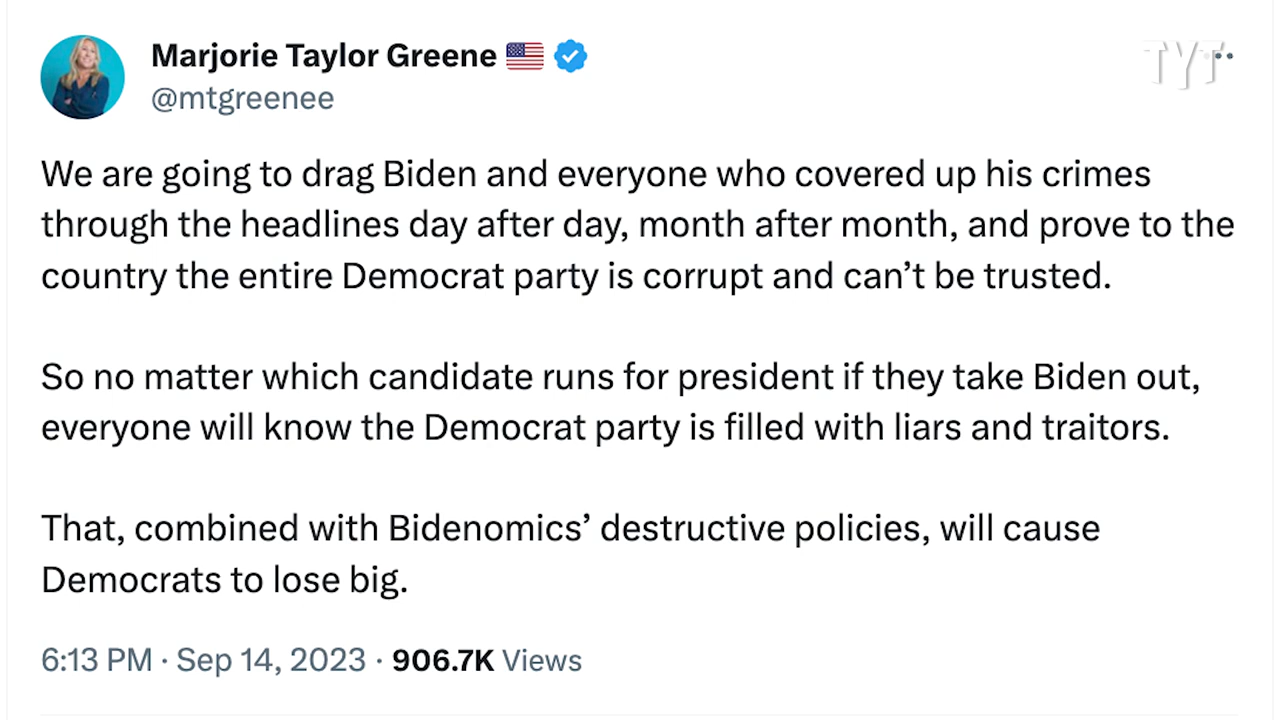 Marjorie Taylor Greene 🇺🇸
@mtgreenee
TYT
We are going to drag Biden and everyone who covered up his crimes
through the headlines day after day, month after month, and prove to the
country the entire Democrat party is corrupt and can’t be trusted.
So no matter which candidate runs for president if they take Biden out,
everyone will know the Democrat party is filled with liars and traitors.
That, combined with Bidenomics’ destructive policies, will cause
Democrats to lose big.
6:13 PM · Sep 14, 2023 · 906.7K Views